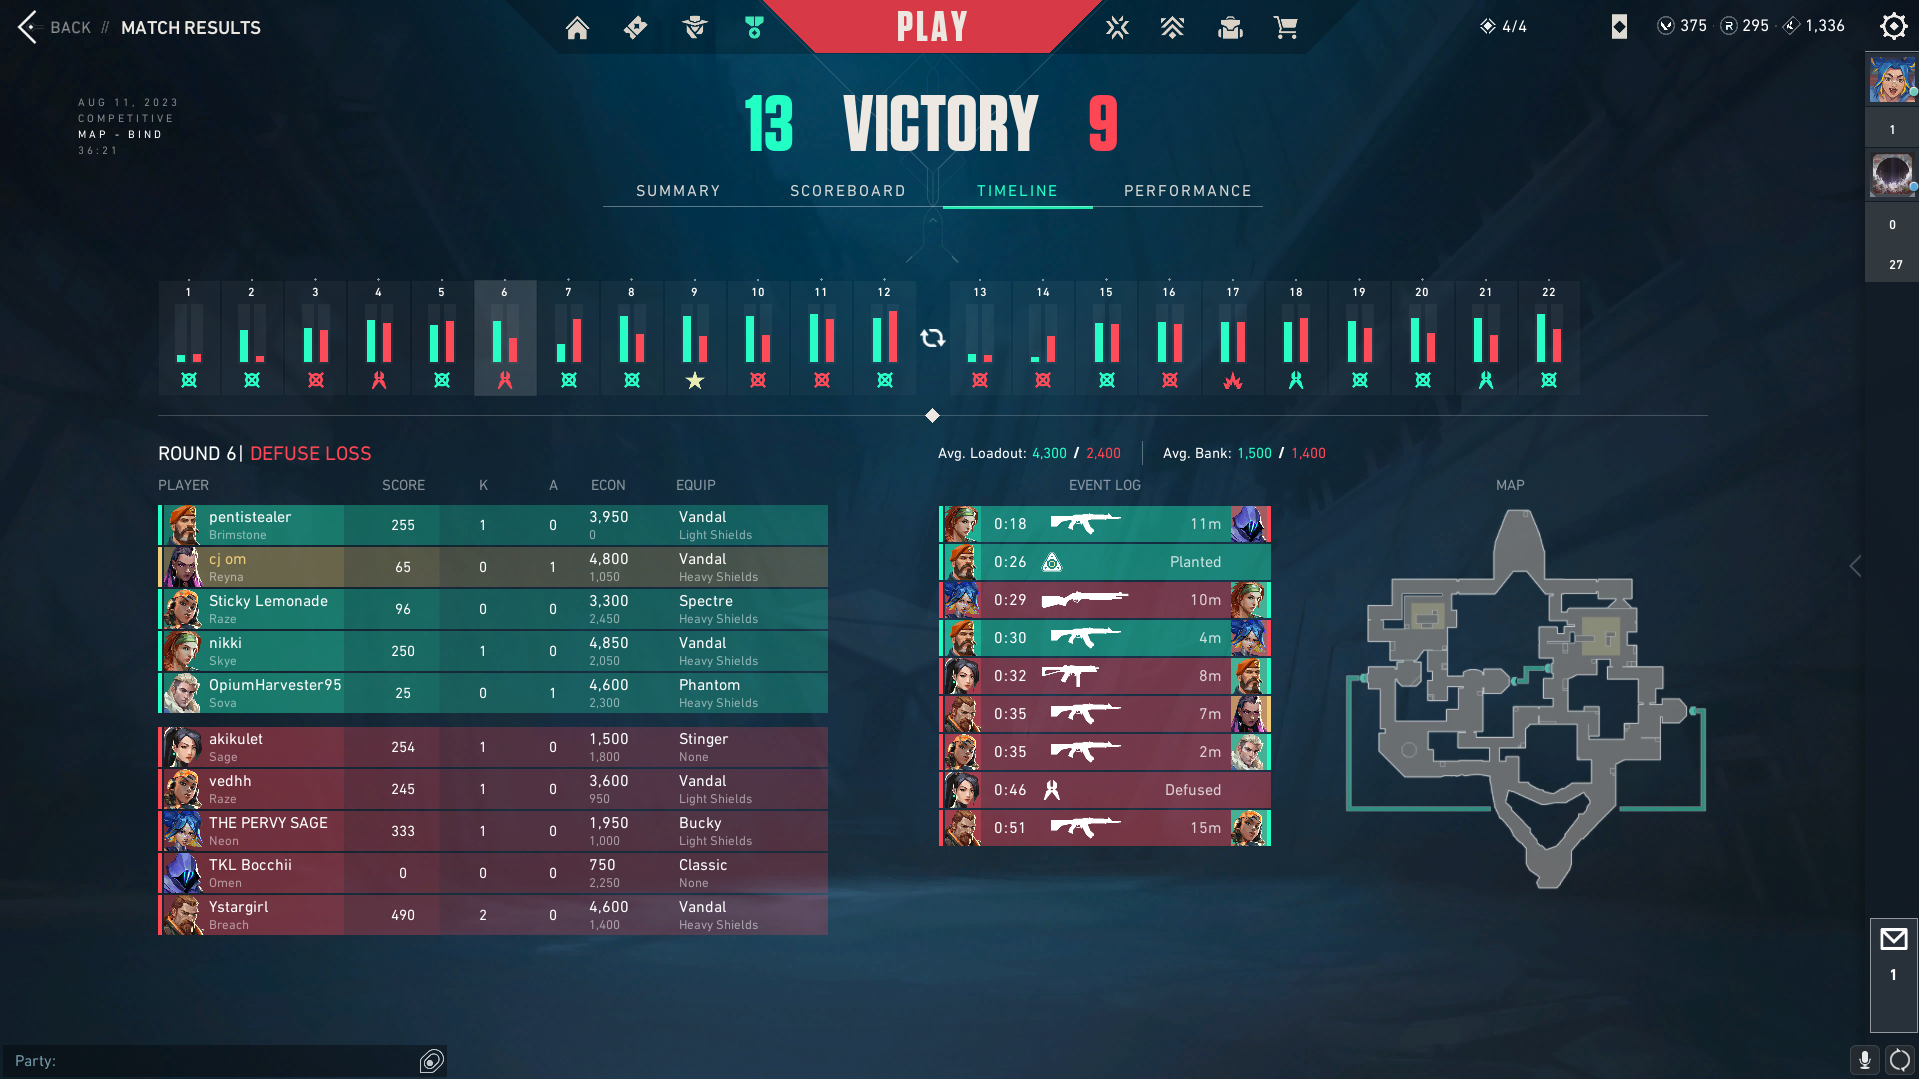 BACK // MATCH RESULTS
PLAY
4/4
375
295
1,336
AUG 11, 2023
COMPETITIVE
MAP - BIND
36:21
13 VICTORY 9
SUMMARY
SCOREBOARD
TIMELINE
PERFORMANCE
1
0
27
1 2 3 4 5 6 7 8 9 10 11 12 13 14 15 16 17 18 19 20 21 22
ROUND 6| DEFUSE LOSS
Avg. Loadout: 4,300 / 2,400
Avg. Bank: 1,500 / 1,400
PLAYER SCORE K A ECON EQUIP
pentistealer 255 1 0 3,950 Vandal
Brimstone 0 Light Shields
cj om 65 0 1 4,800 Vandal
Reyna 1,050 Heavy Shields
Sticky Lemonade 96 0 0 3,300 Spectre
Raze 2,450 Heavy Shields
nikki 250 1 0 4,850 Vandal
Skye 2,050 Heavy Shields
OpiumHarvester95 25 0 1 4,600 Phantom
Sova 2,300 Heavy Shields
akikulet 254 1 0 1,500 Stinger
Sage 1,800 None
vedhh 245 1 0 3,600 Vandal
Raze 950 Light Shields
THE PERVY SAGE 333 1 0 1,950 Bucky
Neon 1,000 Light Shields
TKL Bocchii 0 0 0 750 Classic
Omen 2,250 None
Ystargirl 490 2 0 4,600 Vandal
Breach 1,400 Heavy Shields
EVENT LOG
0:18 11m
0:26 Planted
0:29 10m
0:30 4m
0:32 8m
0:35 7m
0:35 2m
0:46 Defused
0:51 15m
MAP
1
Party: